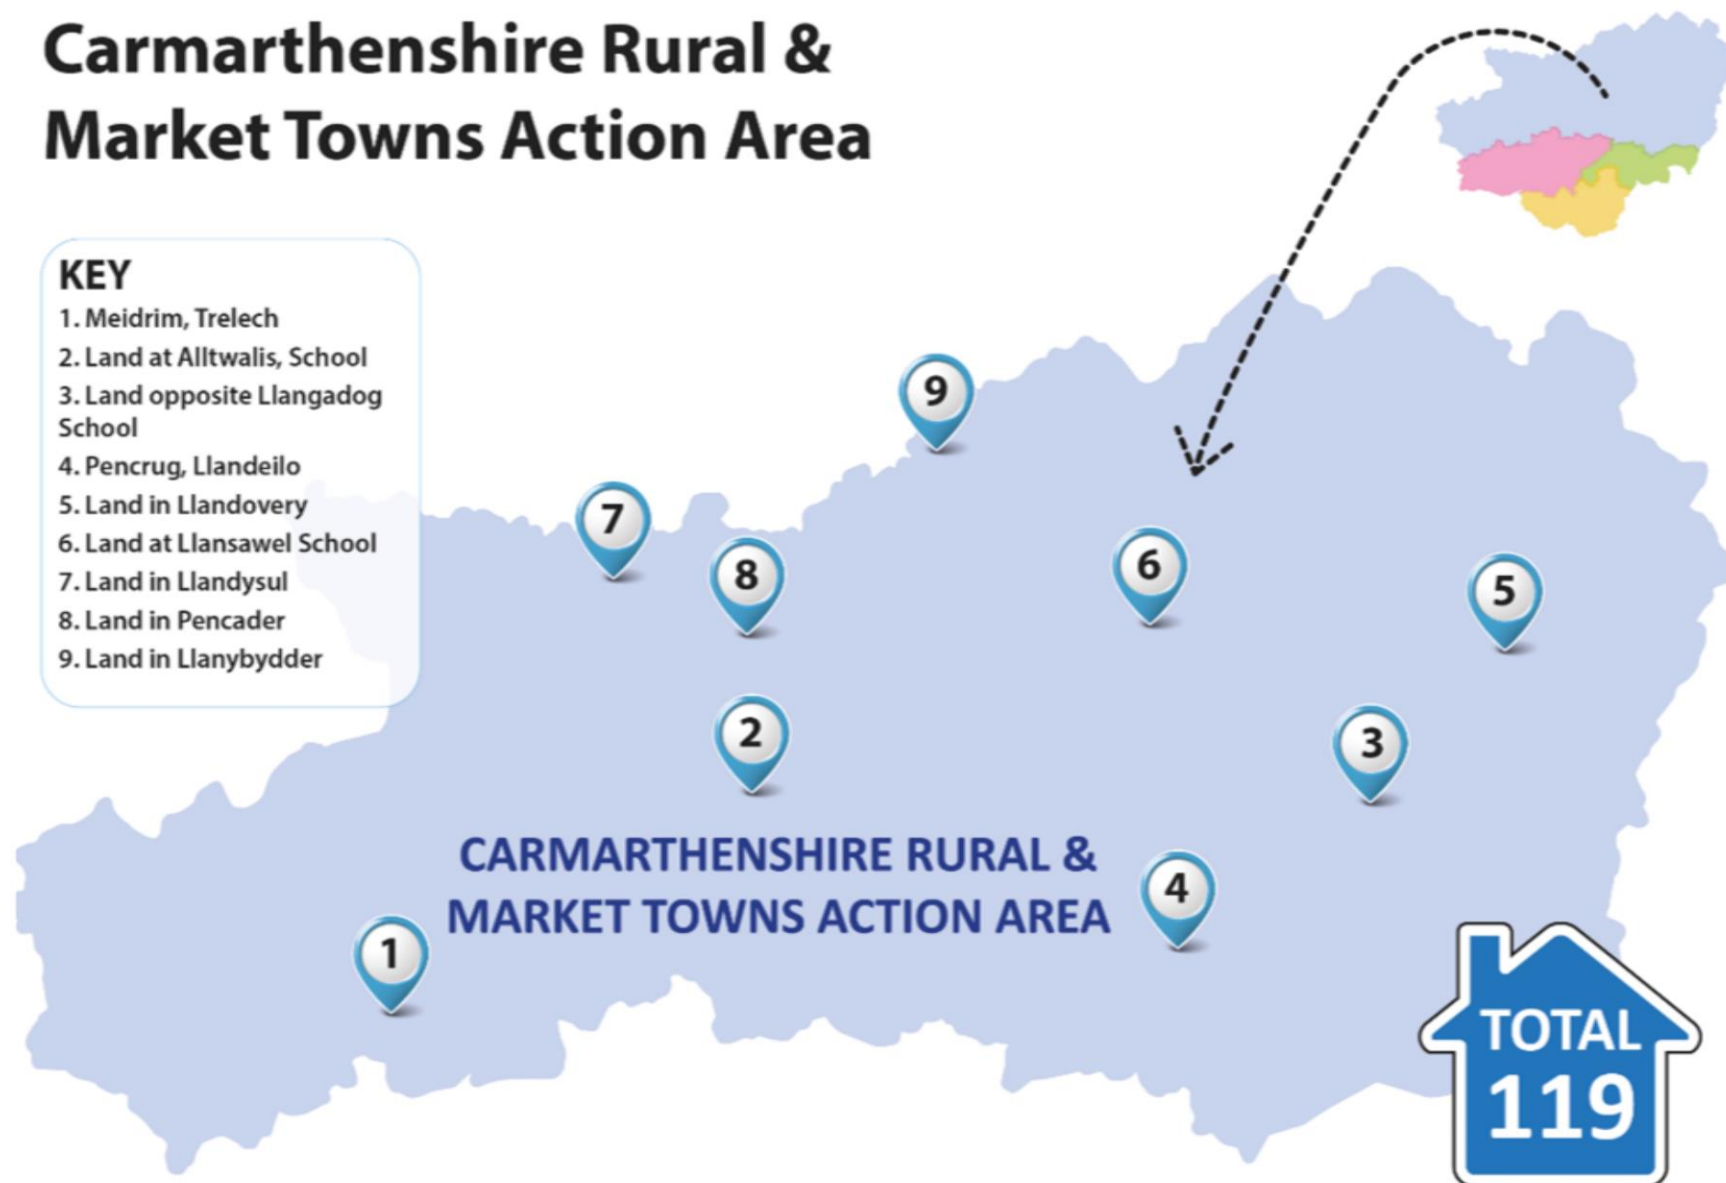 Carmarthenshire Rural &
Market Towns Action Area
KEY
1. Meidrim, Trelech
2. Land at Alltwalis, School
3. Land opposite Llangadog
School
4. Pencrug, Llandeilo
5. Land in Llandovery
6. Land at Llansawel School
7. Land in Llandysul
8. Land in Pencader
9. Land in Llanybydder
9
7
8
6
5
2
3
CARMARTHENSHIRE RURAL &
MARKET TOWNS ACTION AREA
4
1
TOTAL
119